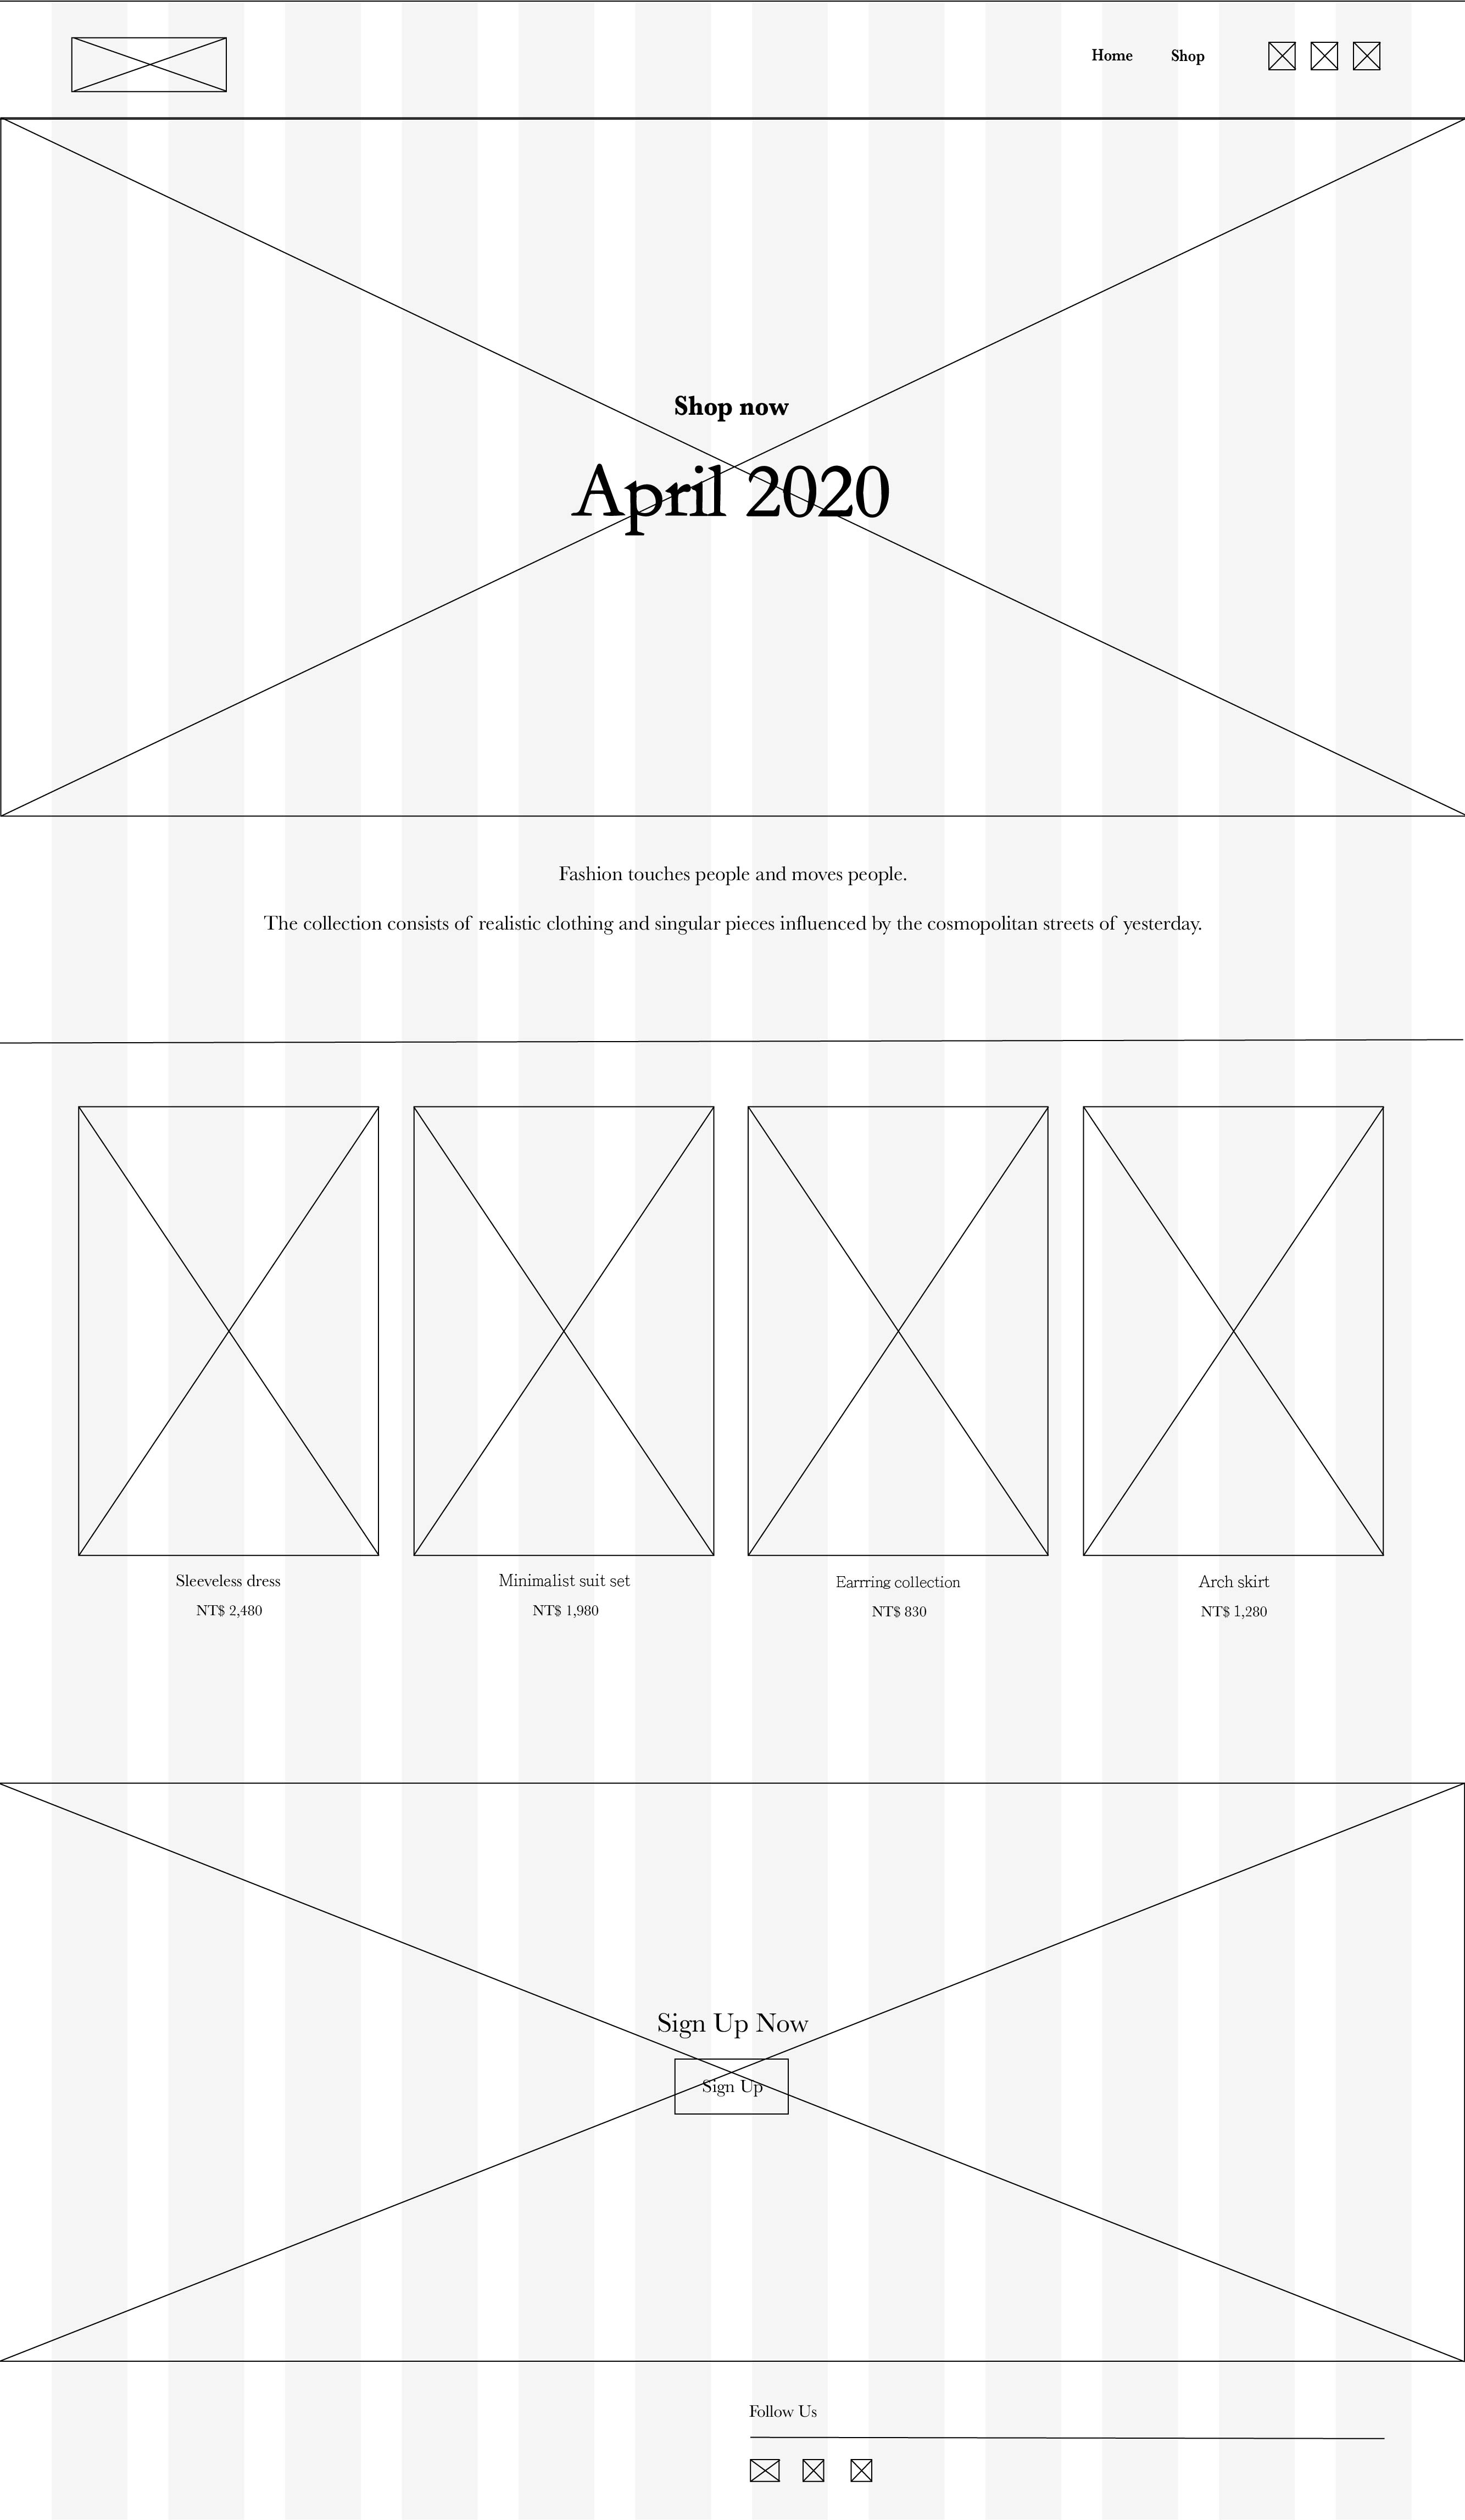 Home
Shop
Shop now
April 2020
Fashion touches people and moves people.
The collection consists of realistic clothing and singular pieces influenced by the cosmopolitan streets of yesterday.
Sleeveless dress
NT$ 2,480
Minimalist suit set
NT$ 1,980
Earrring collection
NT$ 830
Arch skirt
NT$ 1,280
Sign Up Now
Sign Up
Follow Us